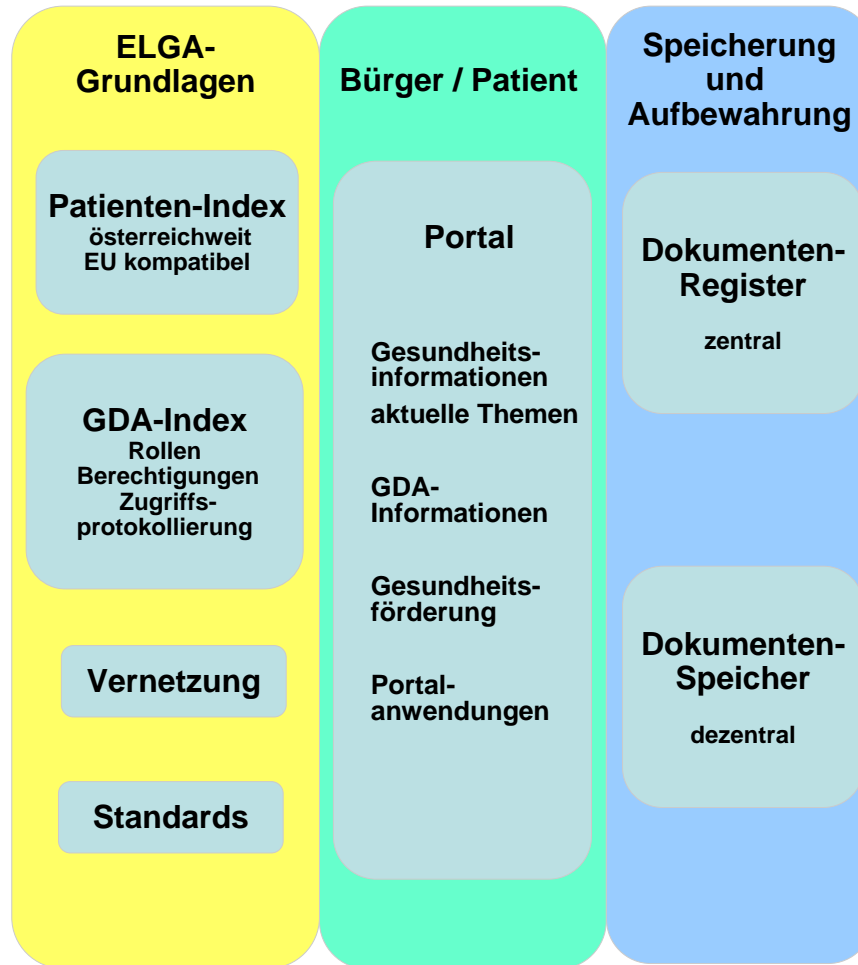 ELGA-
Grundlagen
Patienten-Index
österreichweit
EU kompatibel
GDA-Index
Rollen
Berechtigungen
Zugriffs-
protokollierung
Vernetzung
Standards
Bürger / Patient
Portal
Gesundheits-
informationen
aktuelle Themen
GDA-
Informationen
Gesundheits-
förderung
Portal-
anwendungen
Speicherung
und
Aufbewahrung
Dokumenten-
Register
zentral
Dokumenten-
Speicher
dezentral